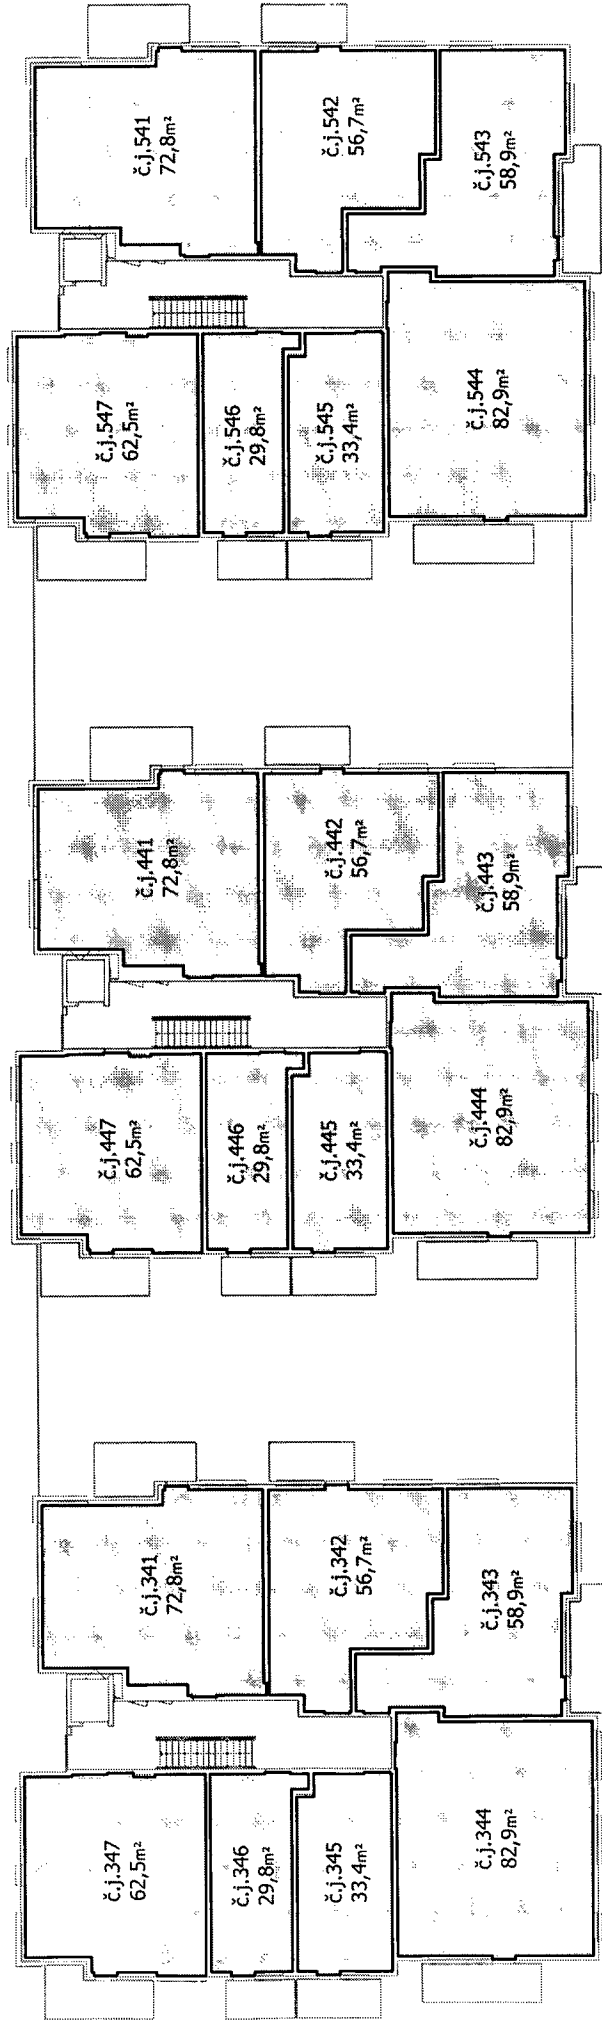 č.j.541
72,8m²
č.j.542
56,7m²
č.j.543
58,9m²
č.j.547
62,5m²
č.j.546
29,8m²
č.j.545
33,4m²
č.j.544
82,9m²
č.j.441
72,8m²
č.j.442
56,7m²
č.j.443
58,9m²
č.j.447
62,5m²
č.j.446
29,8m²
č.j.445
33,4m²
č.j.444
82,9m²
č.j.341
72,8m²
č.j.342
56,7m²
č.j.343
58,9m²
č.j.347
62,5m²
č.j.346
29,8m²
č.j.345
33,4m²
č.j.344
82,9m²